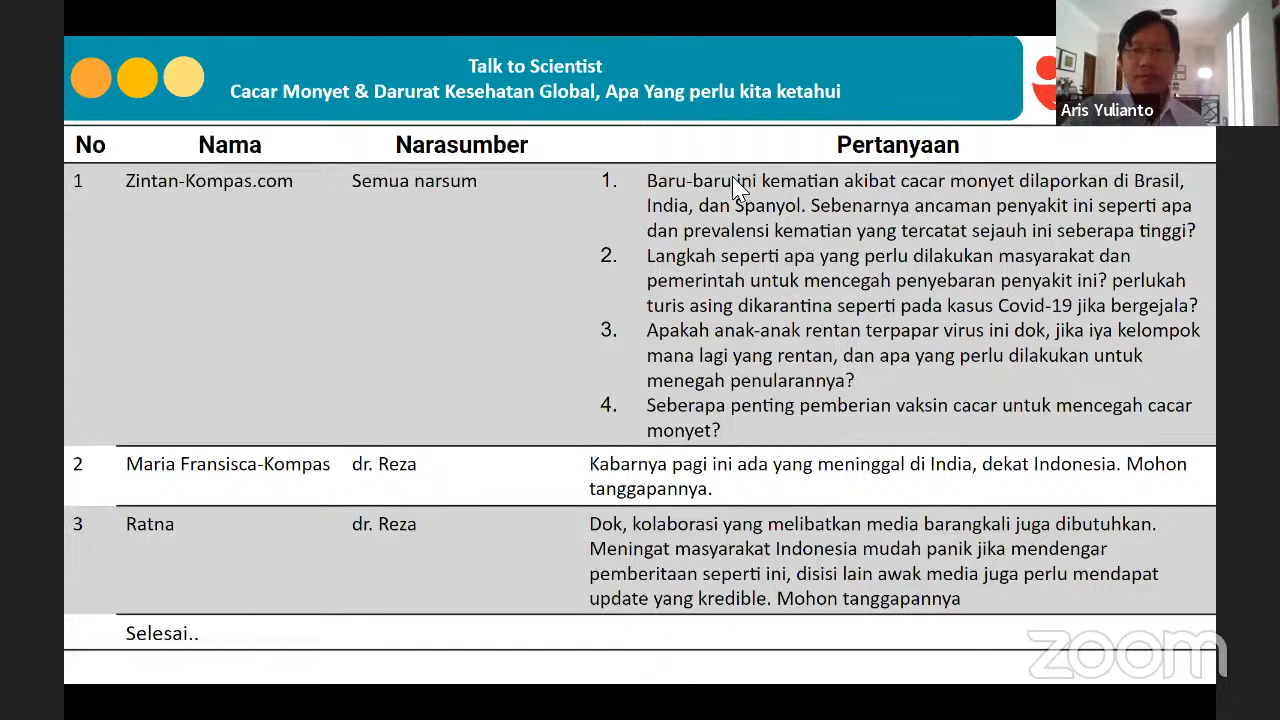 Talk to Scientist
Cacar Monyet & Darurat Kesehatan Global, Apa Yang perlu kita ketahui
Aris Yulianto
No Nama Narasumber Pertanyaan
1 Zintan-Kompas.com Semua narsum 1. Baru-baru ini kematian akibat cacar monyet dilaporkan di Brasil,
India, dan Spanyol. Sebenarnya ancaman penyakit ini seperti apa
dan prevalensi kematian yang tercatat sejauh ini seberapa tinggi?
2. Langkah seperti apa yang perlu dilakukan masyarakat dan
pemerintah untuk mencegah penyebaran penyakit ini? perlukah
turis asing dikarantina seperti pada kasus Covid-19 jika bergejala?
3. Apakah anak-anak rentan terpapar virus ini dok, jika iya kelompok
mana lagi yang rentan, dan apa yang perlu dilakukan untuk
menegah penularannya?
4. Seberapa penting pemberian vaksin cacar untuk mencegah cacar
monyet?
2 Maria Fransisca-Kompas dr. Reza Kabarnya pagi ini ada yang meninggal di India, dekat Indonesia. Mohon
tanggapannya.
3 Ratna dr. Reza Dok, kolaborasi yang melibatkan media barangkali juga dibutuhkan.
Meningat masyarakat Indonesia mudah panik jika mendengar
pemberitaan seperti ini, disisi lain awak media juga perlu mendapat
update yang kredible. Mohon tanggapannya
Selesai..
zoom